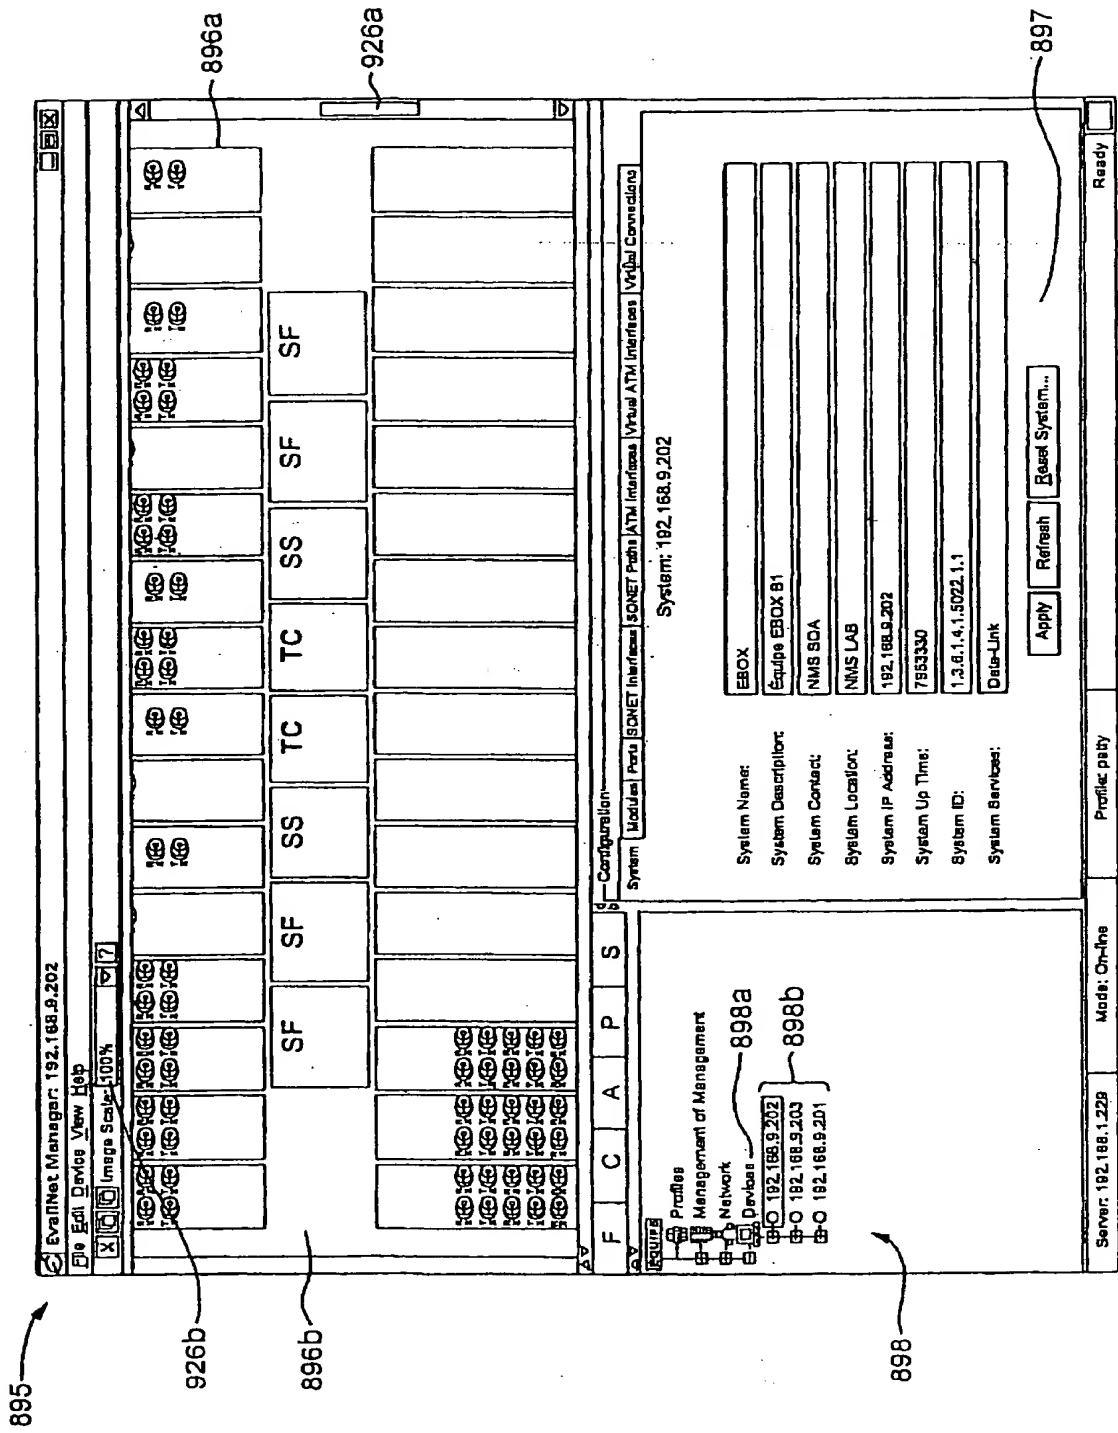 895
EvallNet Manager: 192.168.9.202
File Edit Device View Help
Image Scale: 100% ?
926b
896b
896a
926a
SF SF SS TC TC SS SF SF
F C A P S
EQUIPE
Profiles
Management of Management
Network
Devices
192.168.9.202
192.168.9.203
192.168.9.201
898a
898b
898
Configuration
System Modules Ports SONET Interfaces SONET Paths ATM Interfaces Virtual ATM Interfaces Virtual Connections
System: 192.168.9.202
System Name: EBOX
System Description: Equipe EBOX B1
System Contact: NMS SQA
System Location: NMS LAB
System IP Address: 192.168.9.202
System Up Time: 7953330
System ID: 1.3.6.1.4.1.5022.1.1
System Services: Data-Link
Apply Refresh Reset System...
897
Server: 192.168.1.229 Mode: On-line Profile: patty Ready